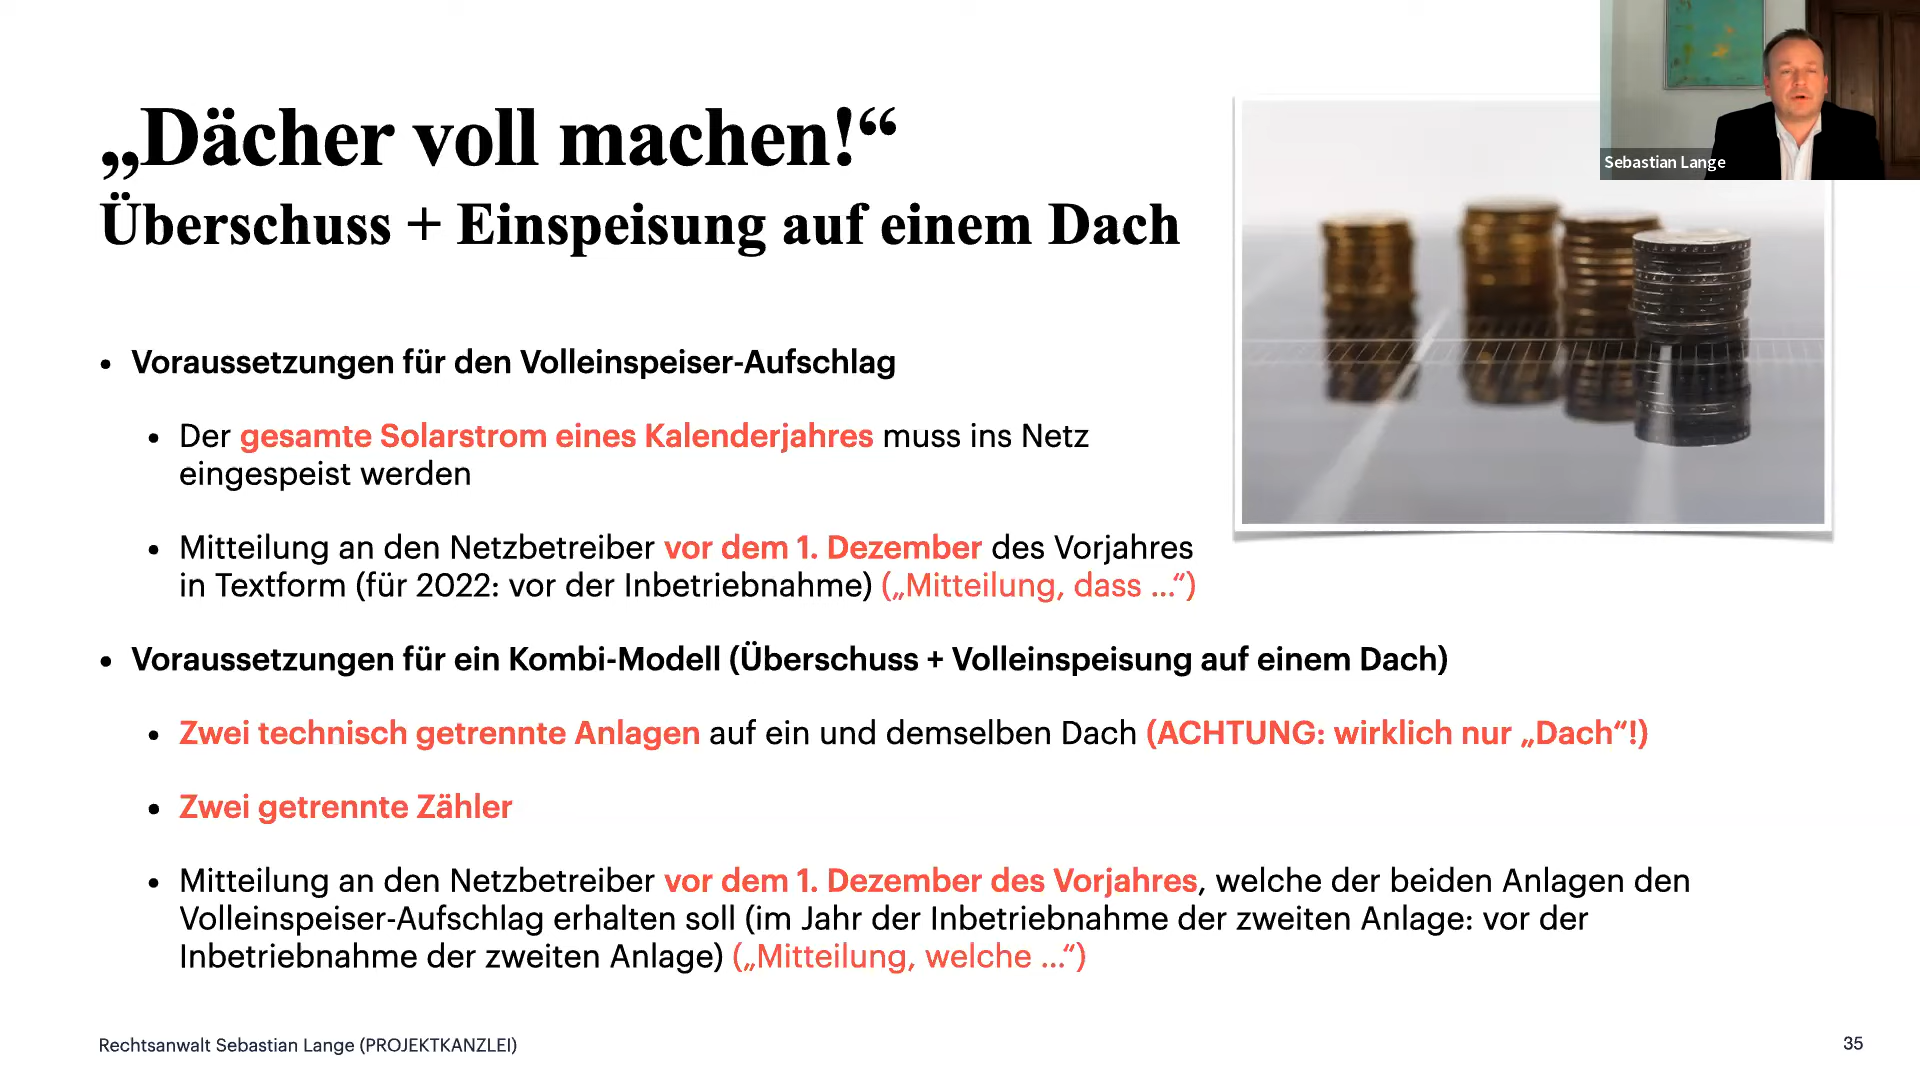 Sebastian Lange
„Dächer voll machen!“
Überschuss + Einspeisung auf einem Dach
• Voraussetzungen für den Volleinspeiser-Aufschlag
• Der gesamte Solarstrom eines Kalenderjahres muss ins Netz
eingespeist werden
• Mitteilung an den Netzbetreiber vor dem 1. Dezember des Vorjahres
in Textform (für 2022: vor der Inbetriebnahme) („Mitteilung, dass ...“)
• Voraussetzungen für ein Kombi-Modell (Überschuss + Volleinspeisung auf einem Dach)
• Zwei technisch getrennte Anlagen auf ein und demselben Dach (ACHTUNG: wirklich nur „Dach“!)
• Zwei getrennte Zähler
• Mitteilung an den Netzbetreiber vor dem 1. Dezember des Vorjahres, welche der beiden Anlagen den
Volleinspeiser-Aufschlag erhalten soll (im Jahr der Inbetriebnahme der zweiten Anlage: vor der
Inbetriebnahme der zweiten Anlage) („Mitteilung, welche ...“)
Rechtsanwalt Sebastian Lange (PROJEKTKANZLEI)
35